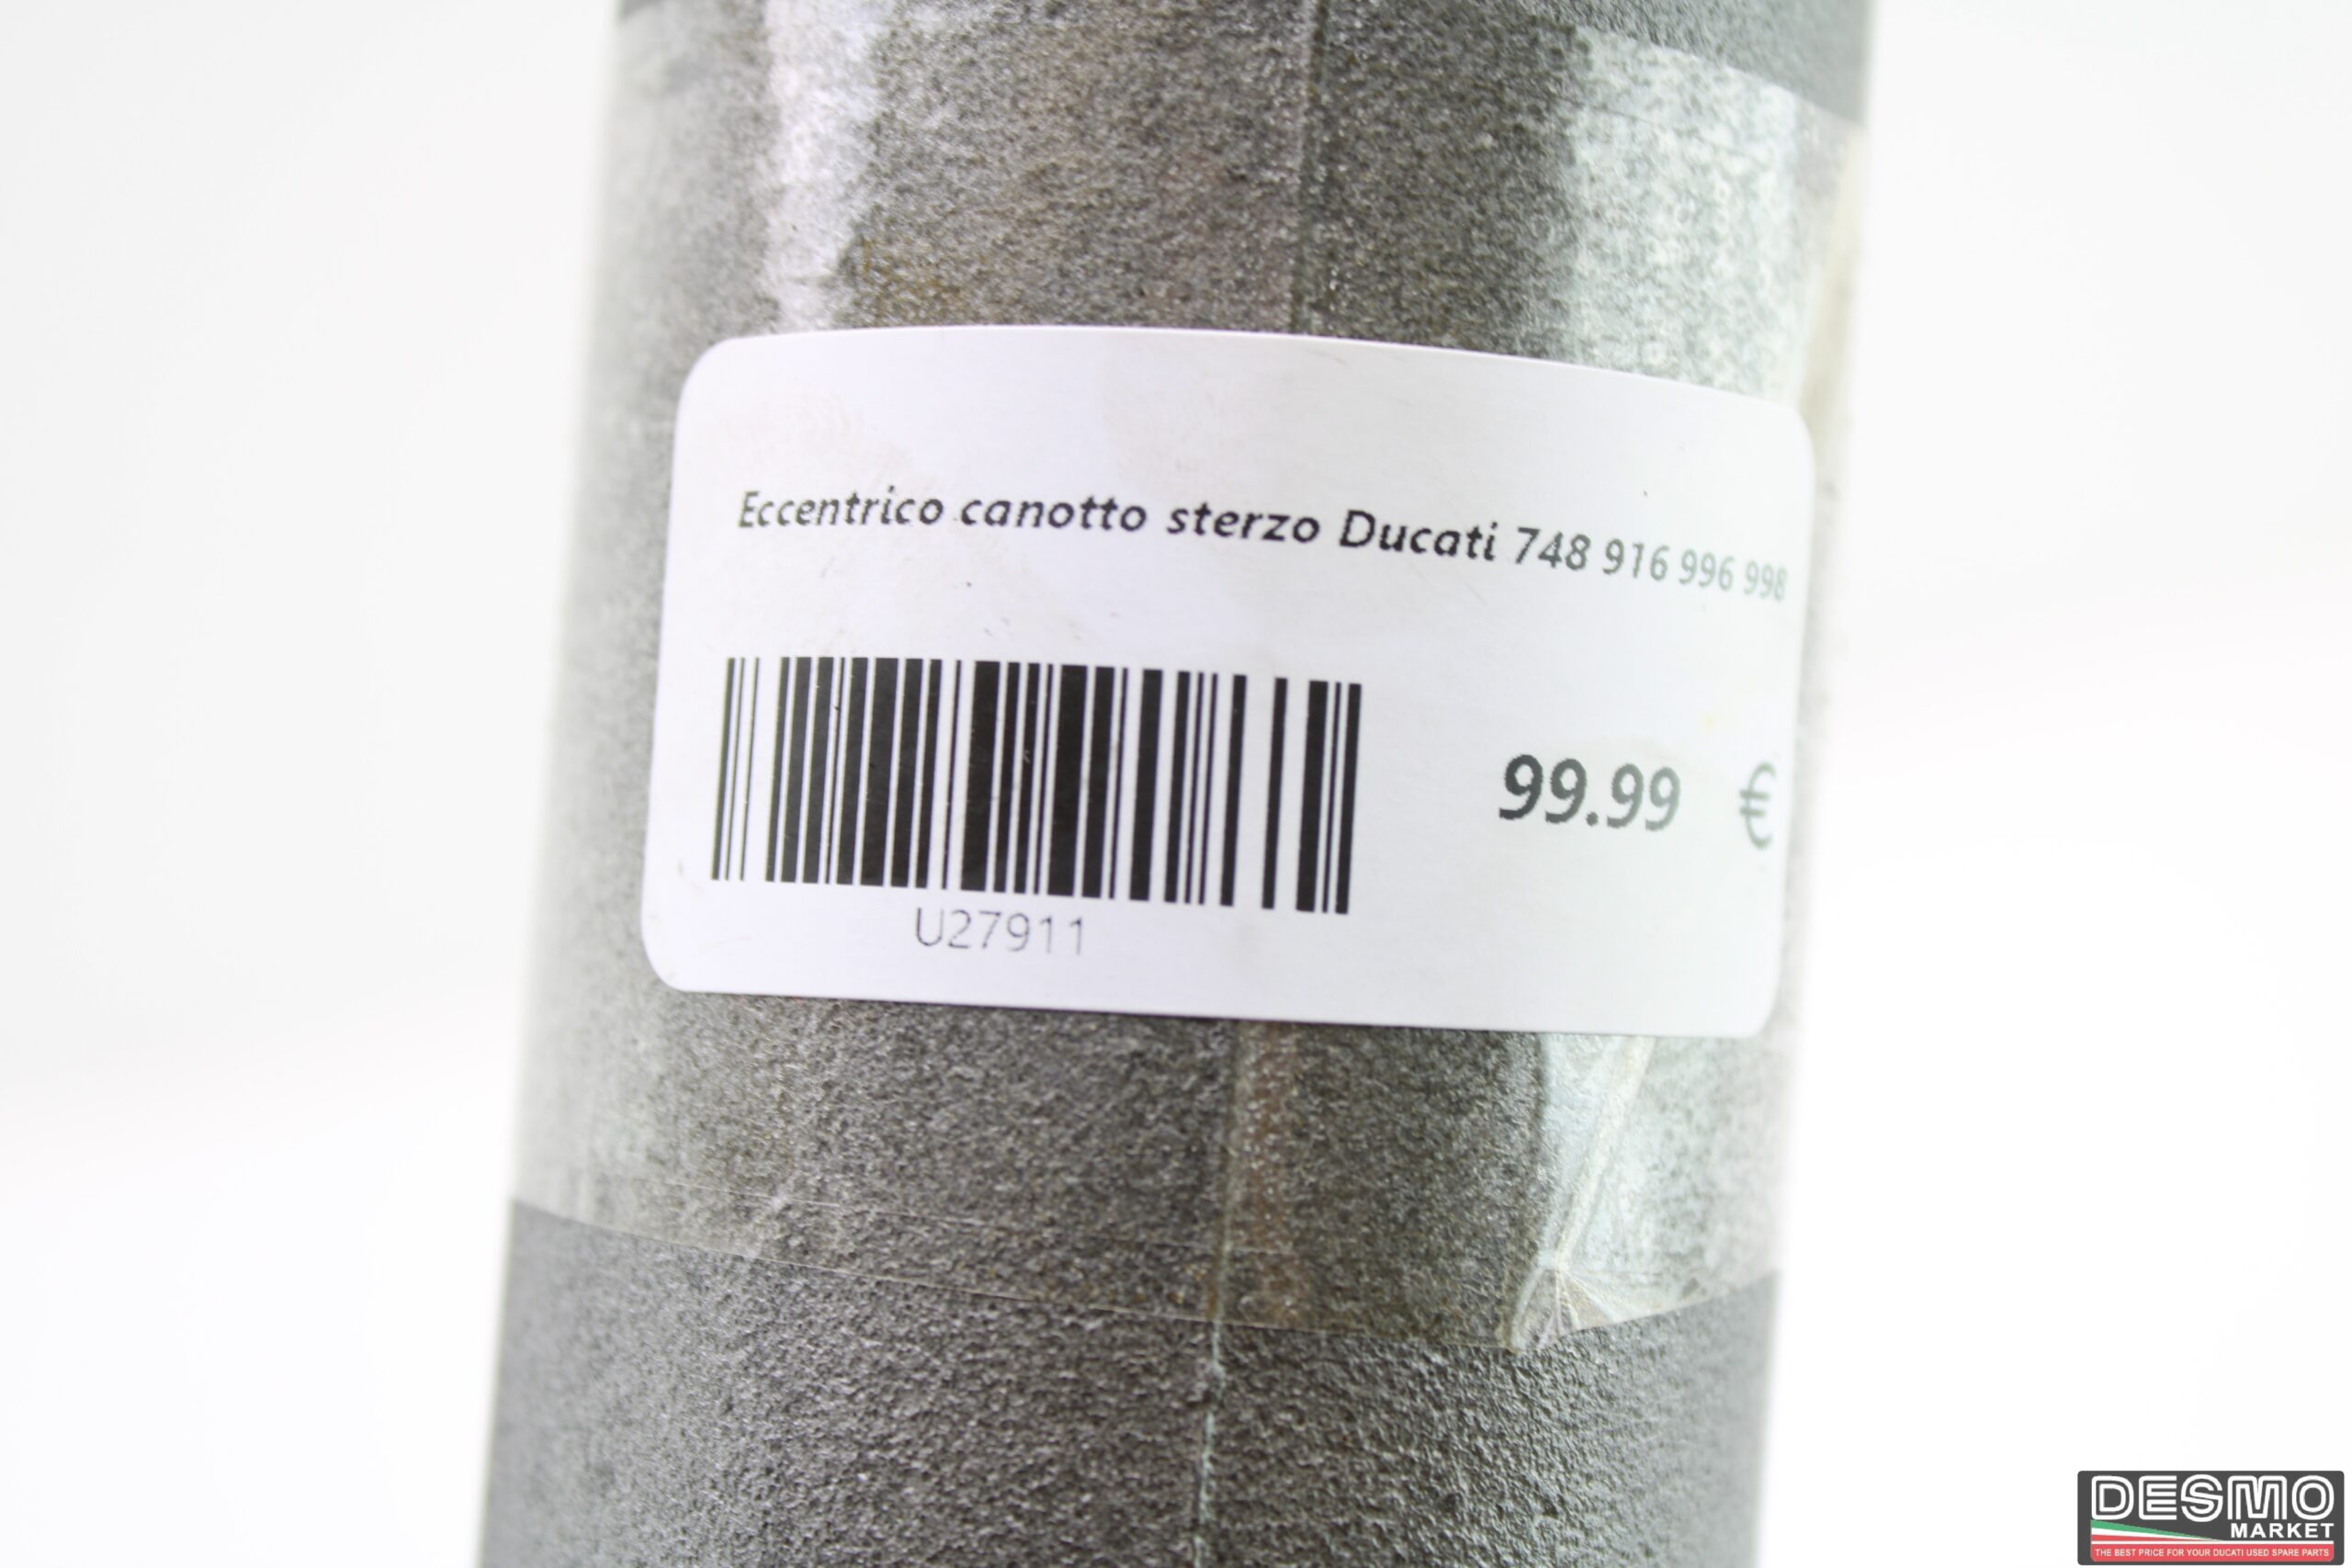 Eccentrico canotto sterzo Ducati 748 916 996 998
99.99 €
U27911
DESMO
MARKET
THE BEST PRICE FOR YOUR DUCATI USED SPARE PARTS